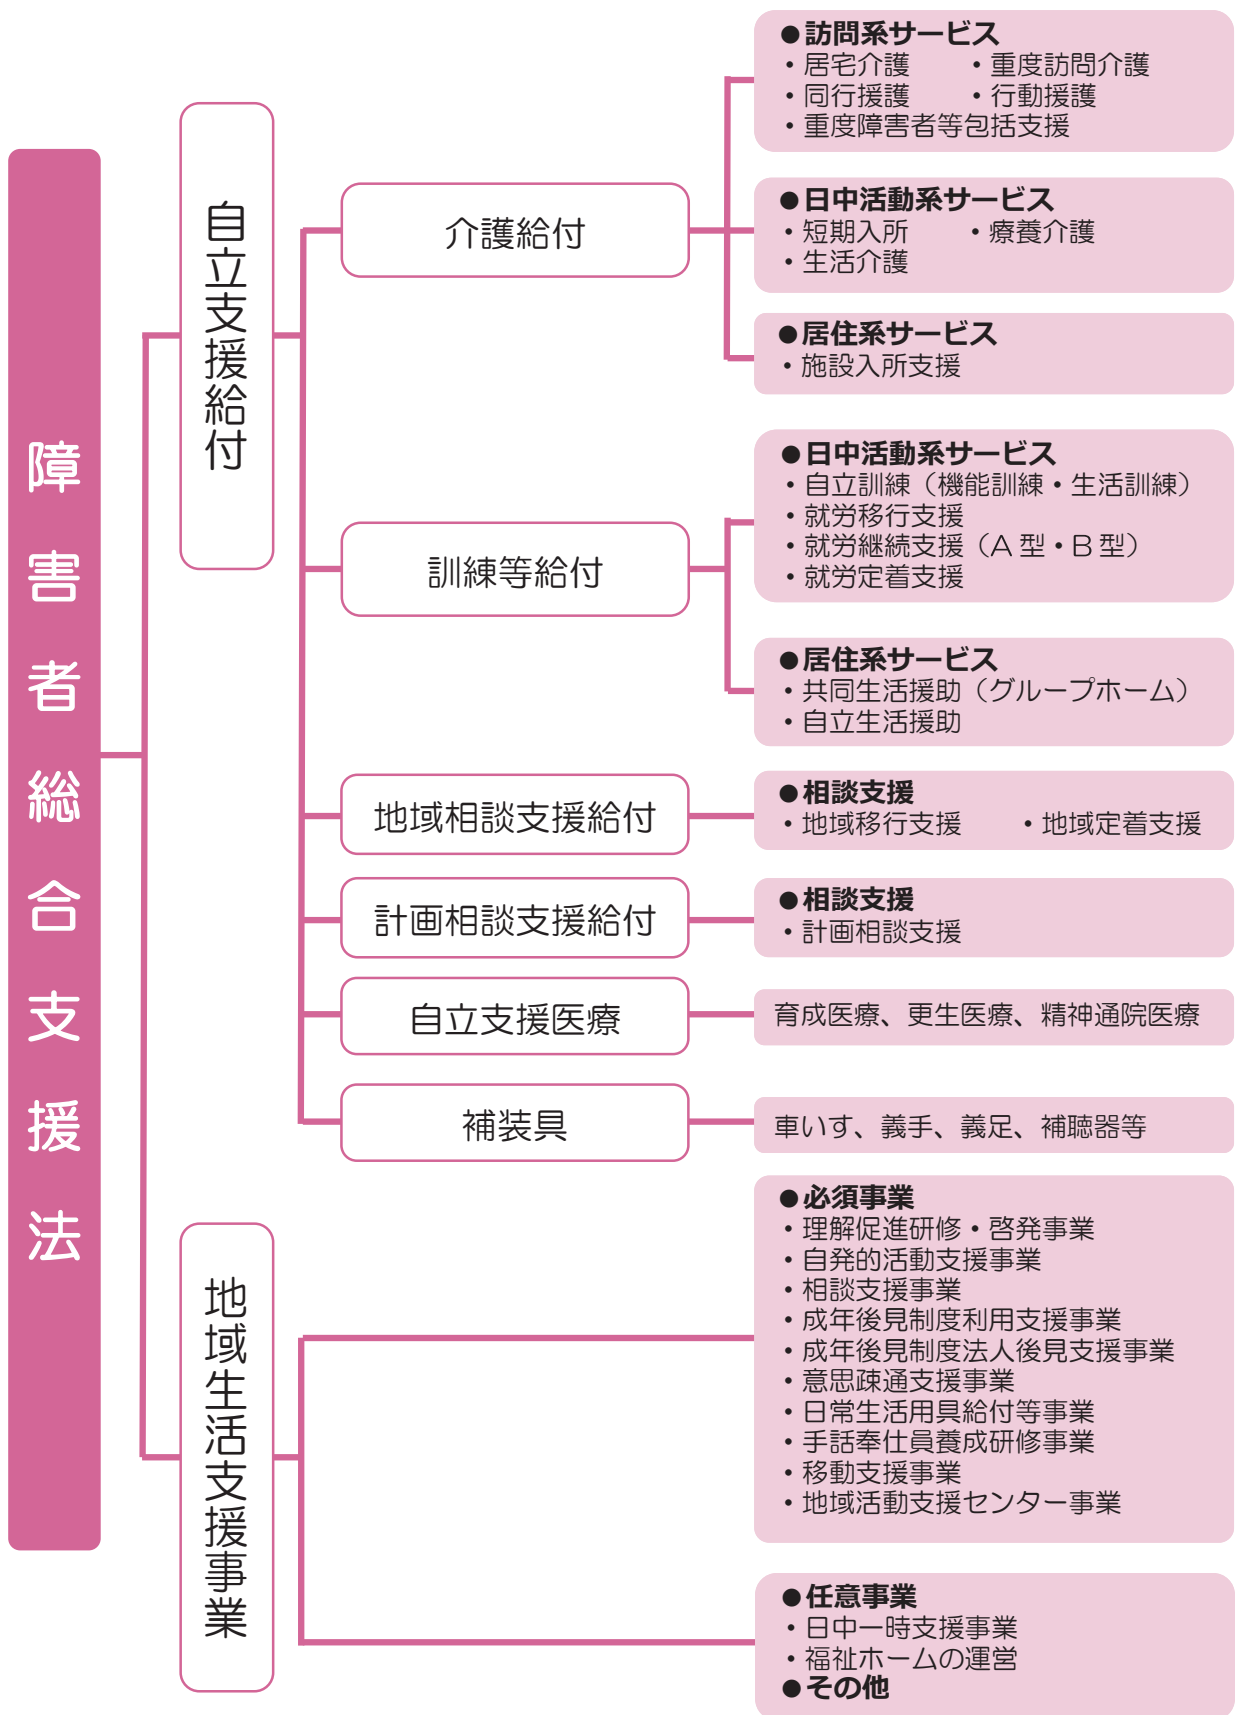 障害者総合支援法
自立支援給付
介護給付
●訪問系サービス
・居宅介護　・重度訪問介護
・同行援護　・行動援護
・重度障害者等包括支援
●日中活動系サービス
・短期入所　・療養介護
・生活介護
●居住系サービス
・施設入所支援
訓練等給付
●日中活動系サービス
・自立訓練（機能訓練・生活訓練）
・就労移行支援
・就労継続支援（A型・B型）
・就労定着支援
●居住系サービス
・共同生活援助（グループホーム）
・自立生活援助
地域相談支援給付
●相談支援
・地域移行支援　・地域定着支援
計画相談支援給付
●相談支援
・計画相談支援
自立支援医療
育成医療、更生医療、精神通院医療
補装具
車いす、義手、義足、補聴器等
地域生活支援事業
●必須事業
・理解促進研修・啓発事業
・自発的活動支援事業
・相談支援事業
・成年後見制度利用支援事業
・成年後見制度法人後見支援事業
・意思疎通支援事業
・日常生活用具給付等事業
・手話奉仕員養成研修事業
・移動支援事業
・地域活動支援センター事業
●任意事業
・日中一時支援事業
・福祉ホームの運営
●その他